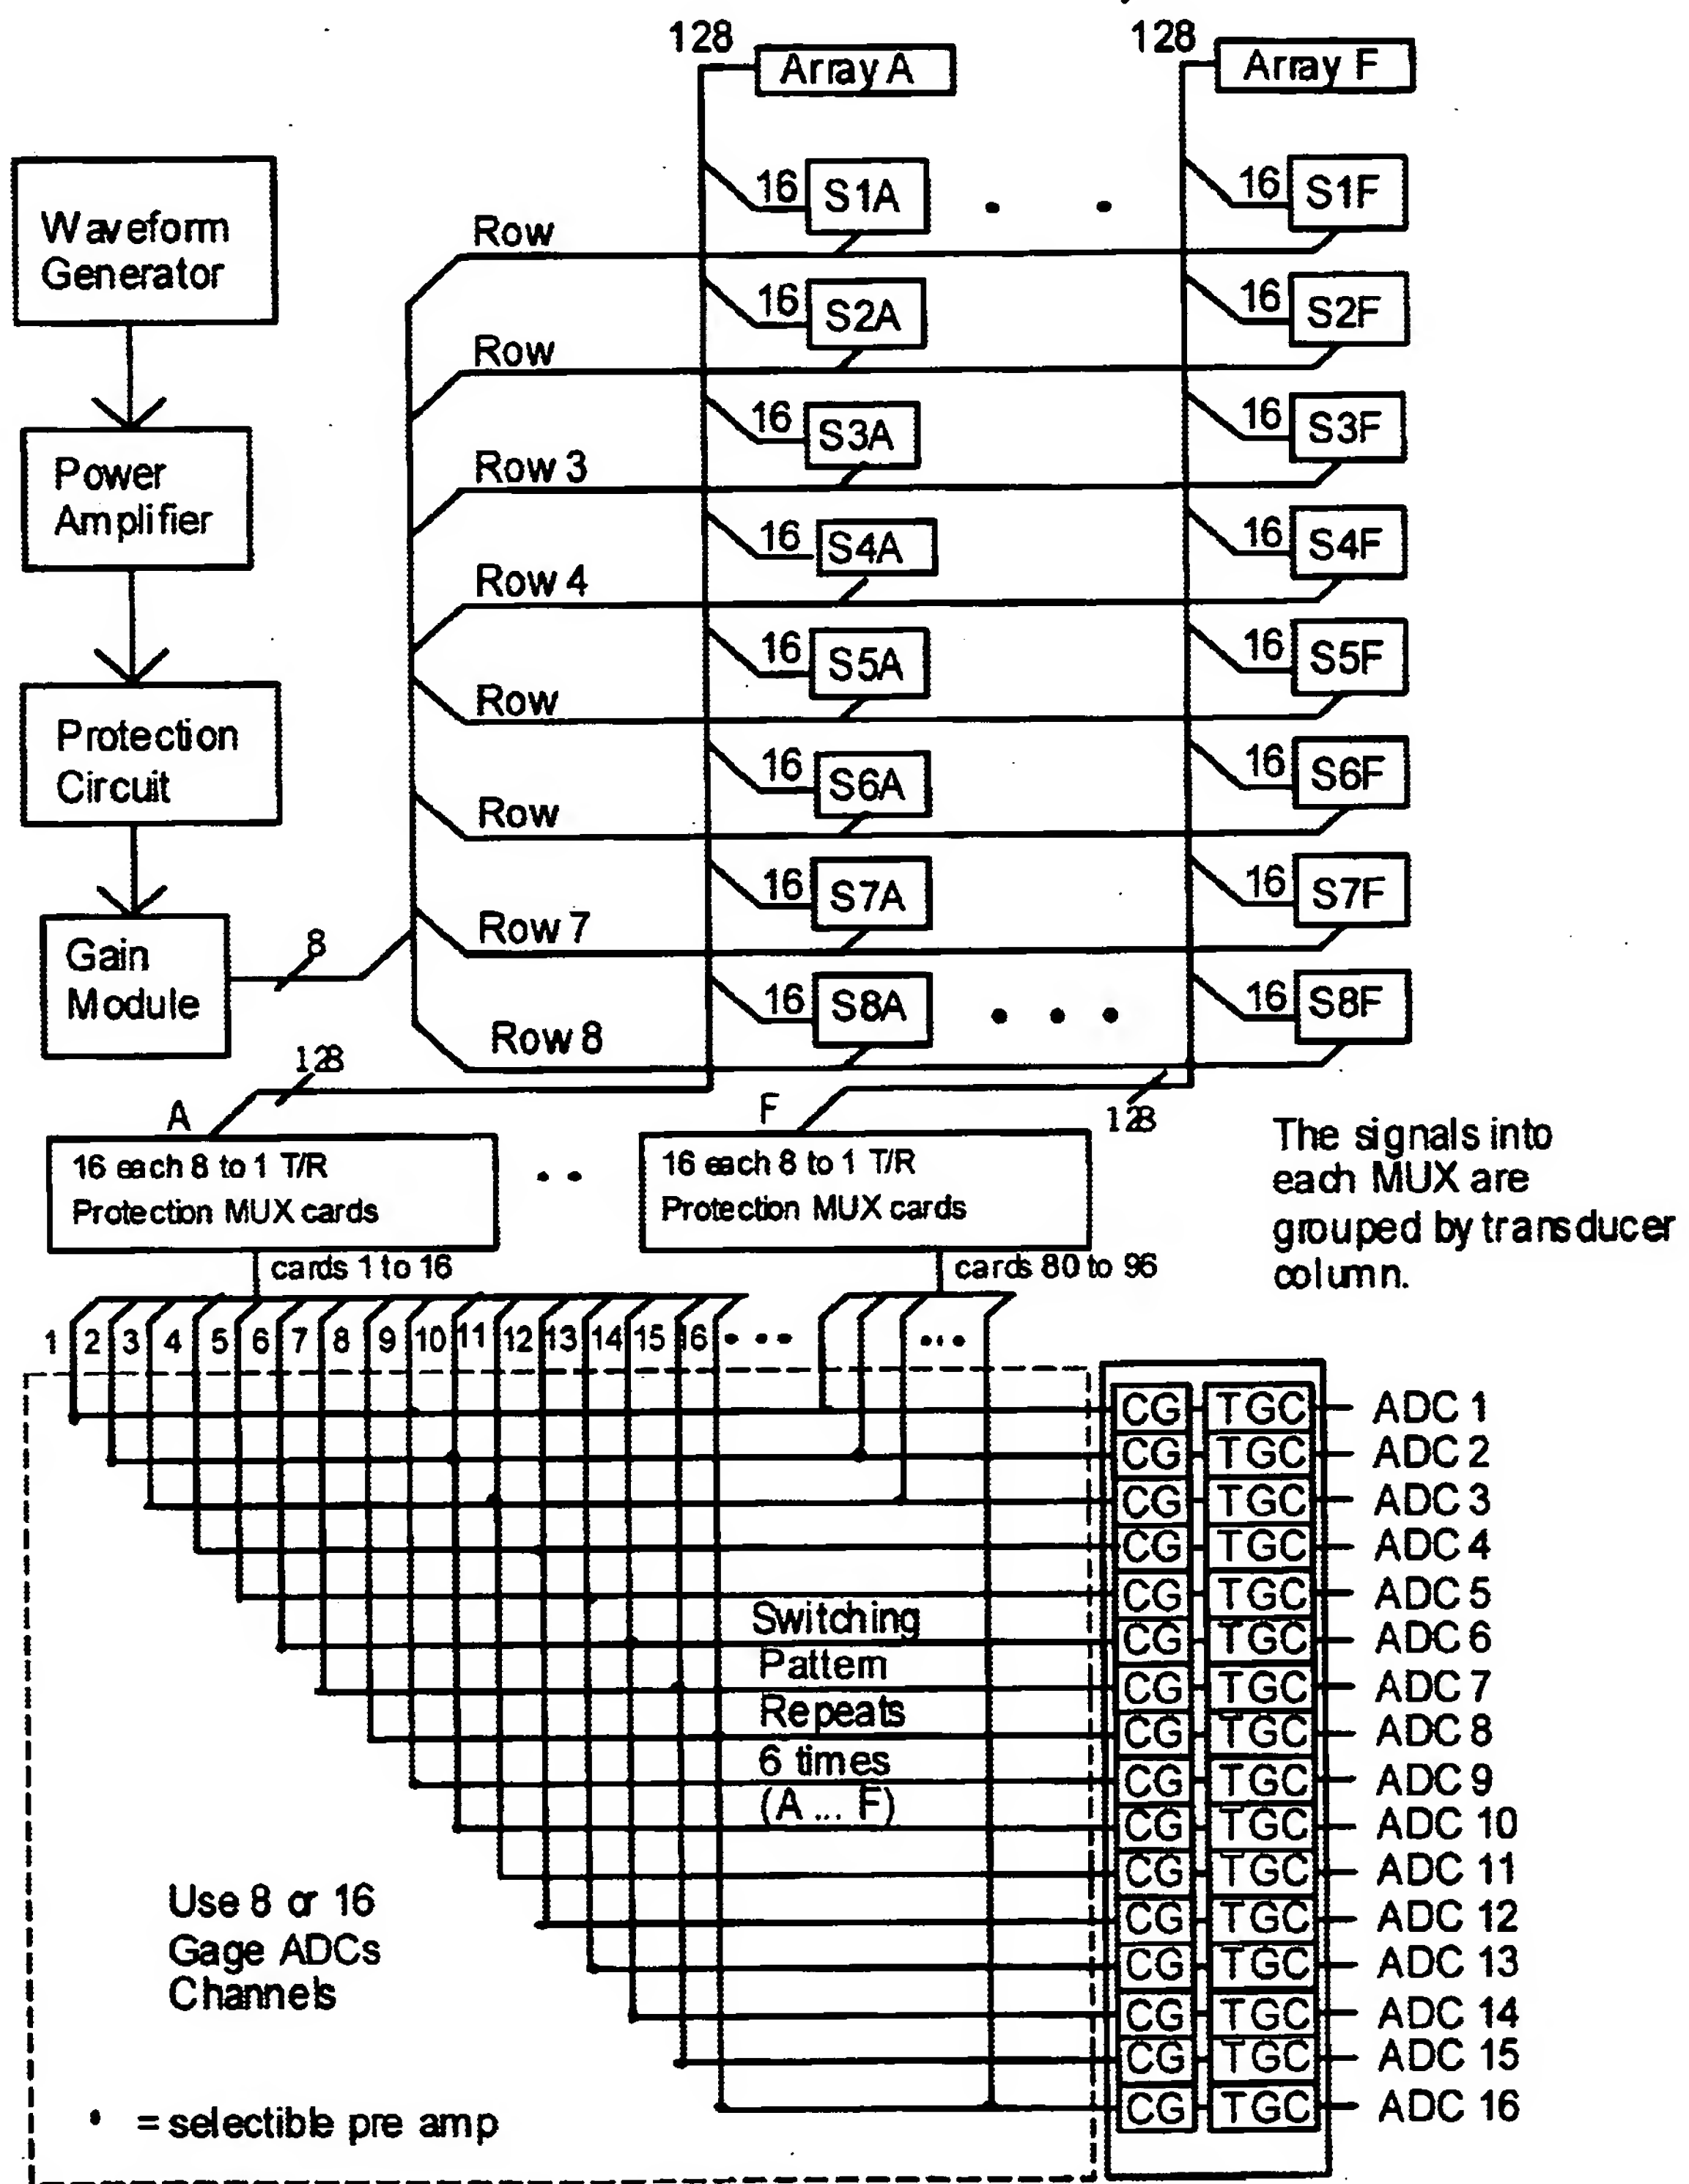 128
Array A
128
Array F
Waveform
Generator
Power
Amplifier
Protection
Circuit
Gain
Module
8
Row
16
S1A
16
S1F
Row
16
S2A
16
S2F
Row 3
16
S3A
16
S3F
Row 4
16
S4A
16
S4F
Row
16
S5A
16
S5F
Row
16
S6A
16
S6F
Row 7
16
S7A
16
S7F
Row 8
16
S8A
16
S8F
128
A
16 each 8 to 1 T/R
Protection MUX cards
cards 1 to 16
128
F
16 each 8 to 1 T/R
Protection MUX cards
cards 80 to 96
The signals into
each MUX are
grouped by transducer
column.
1 2 3 4 5 6 7 8 9 10 11 12 13 14 15 16
CG TGC ADC 1
CG TGC ADC 2
CG TGC ADC 3
CG TGC ADC 4
CG TGC ADC 5
CG TGC ADC 6
CG TGC ADC 7
CG TGC ADC 8
CG TGC ADC 9
CG TGC ADC 10
CG TGC ADC 11
CG TGC ADC 12
CG TGC ADC 13
CG TGC ADC 14
CG TGC ADC 15
CG TGC ADC 16
Switching
Pattern
Repeats
6 times
(A ... F)
Use 8 or 16
Gage ADCs
Channels
• = selectible pre amp